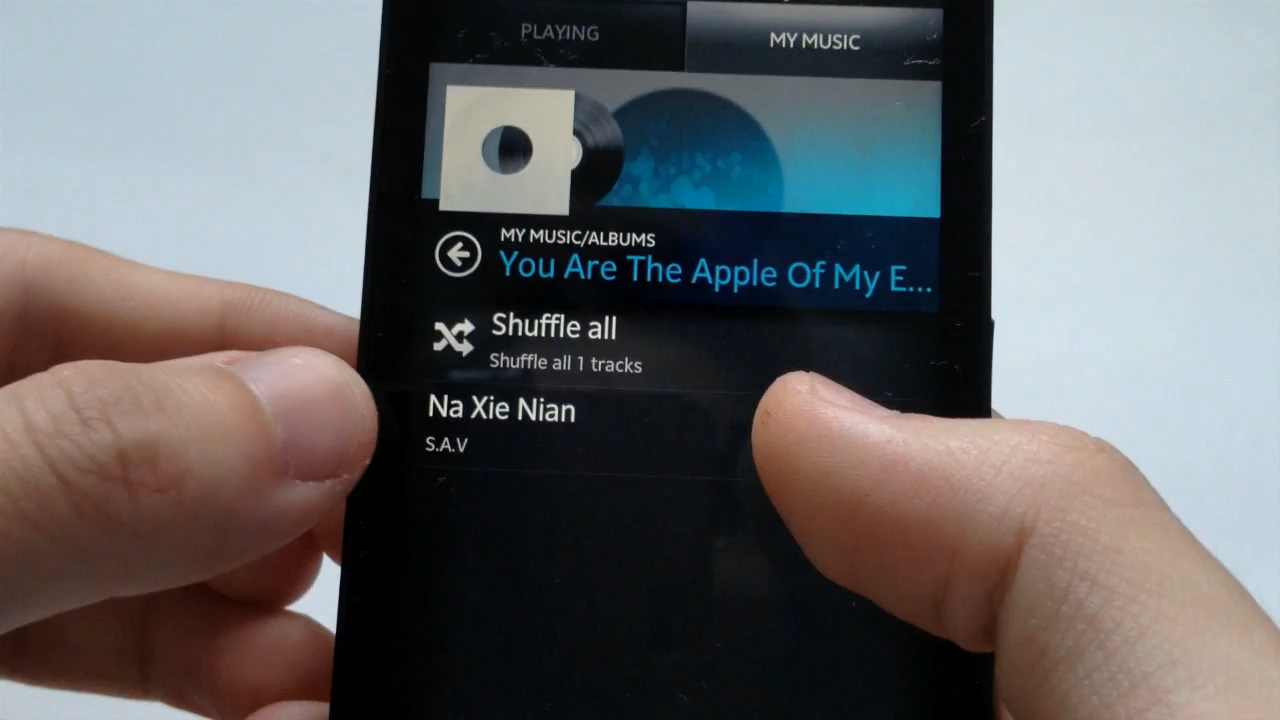 PLAYING
MY MUSIC
MY MUSIC/ALBUMS
You Are The Apple Of My E...
Shuffle all
Shuffle all 1 tracks
Na Xie Nian
S.A.V